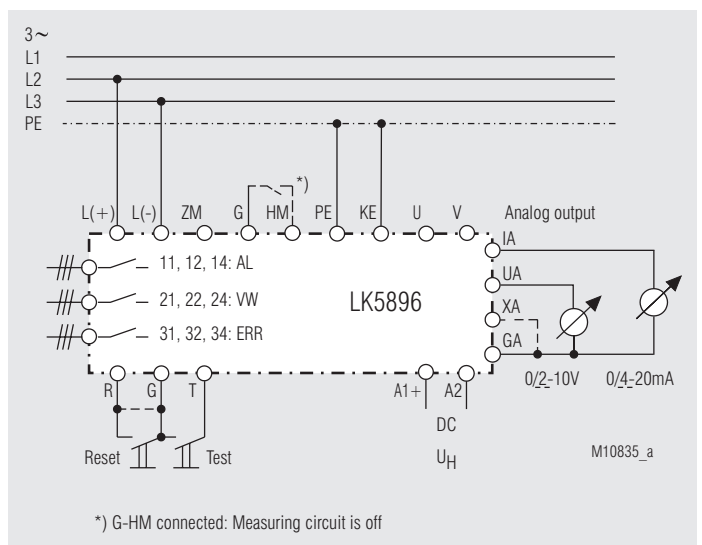 3~
L1
L2
L3
PE
*)
L(+) L(-) ZM G HM PE KE U V Analog output
IA
11, 12, 14: AL
UA
21, 22, 24: VW LK5896
XA
31, 32, 34: ERR
GA
R G T A1+ A2 0/2-10V 0/4-20mA
DC
Reset Test UH M10835_a
*) G-HM connected: Measuring circuit is off